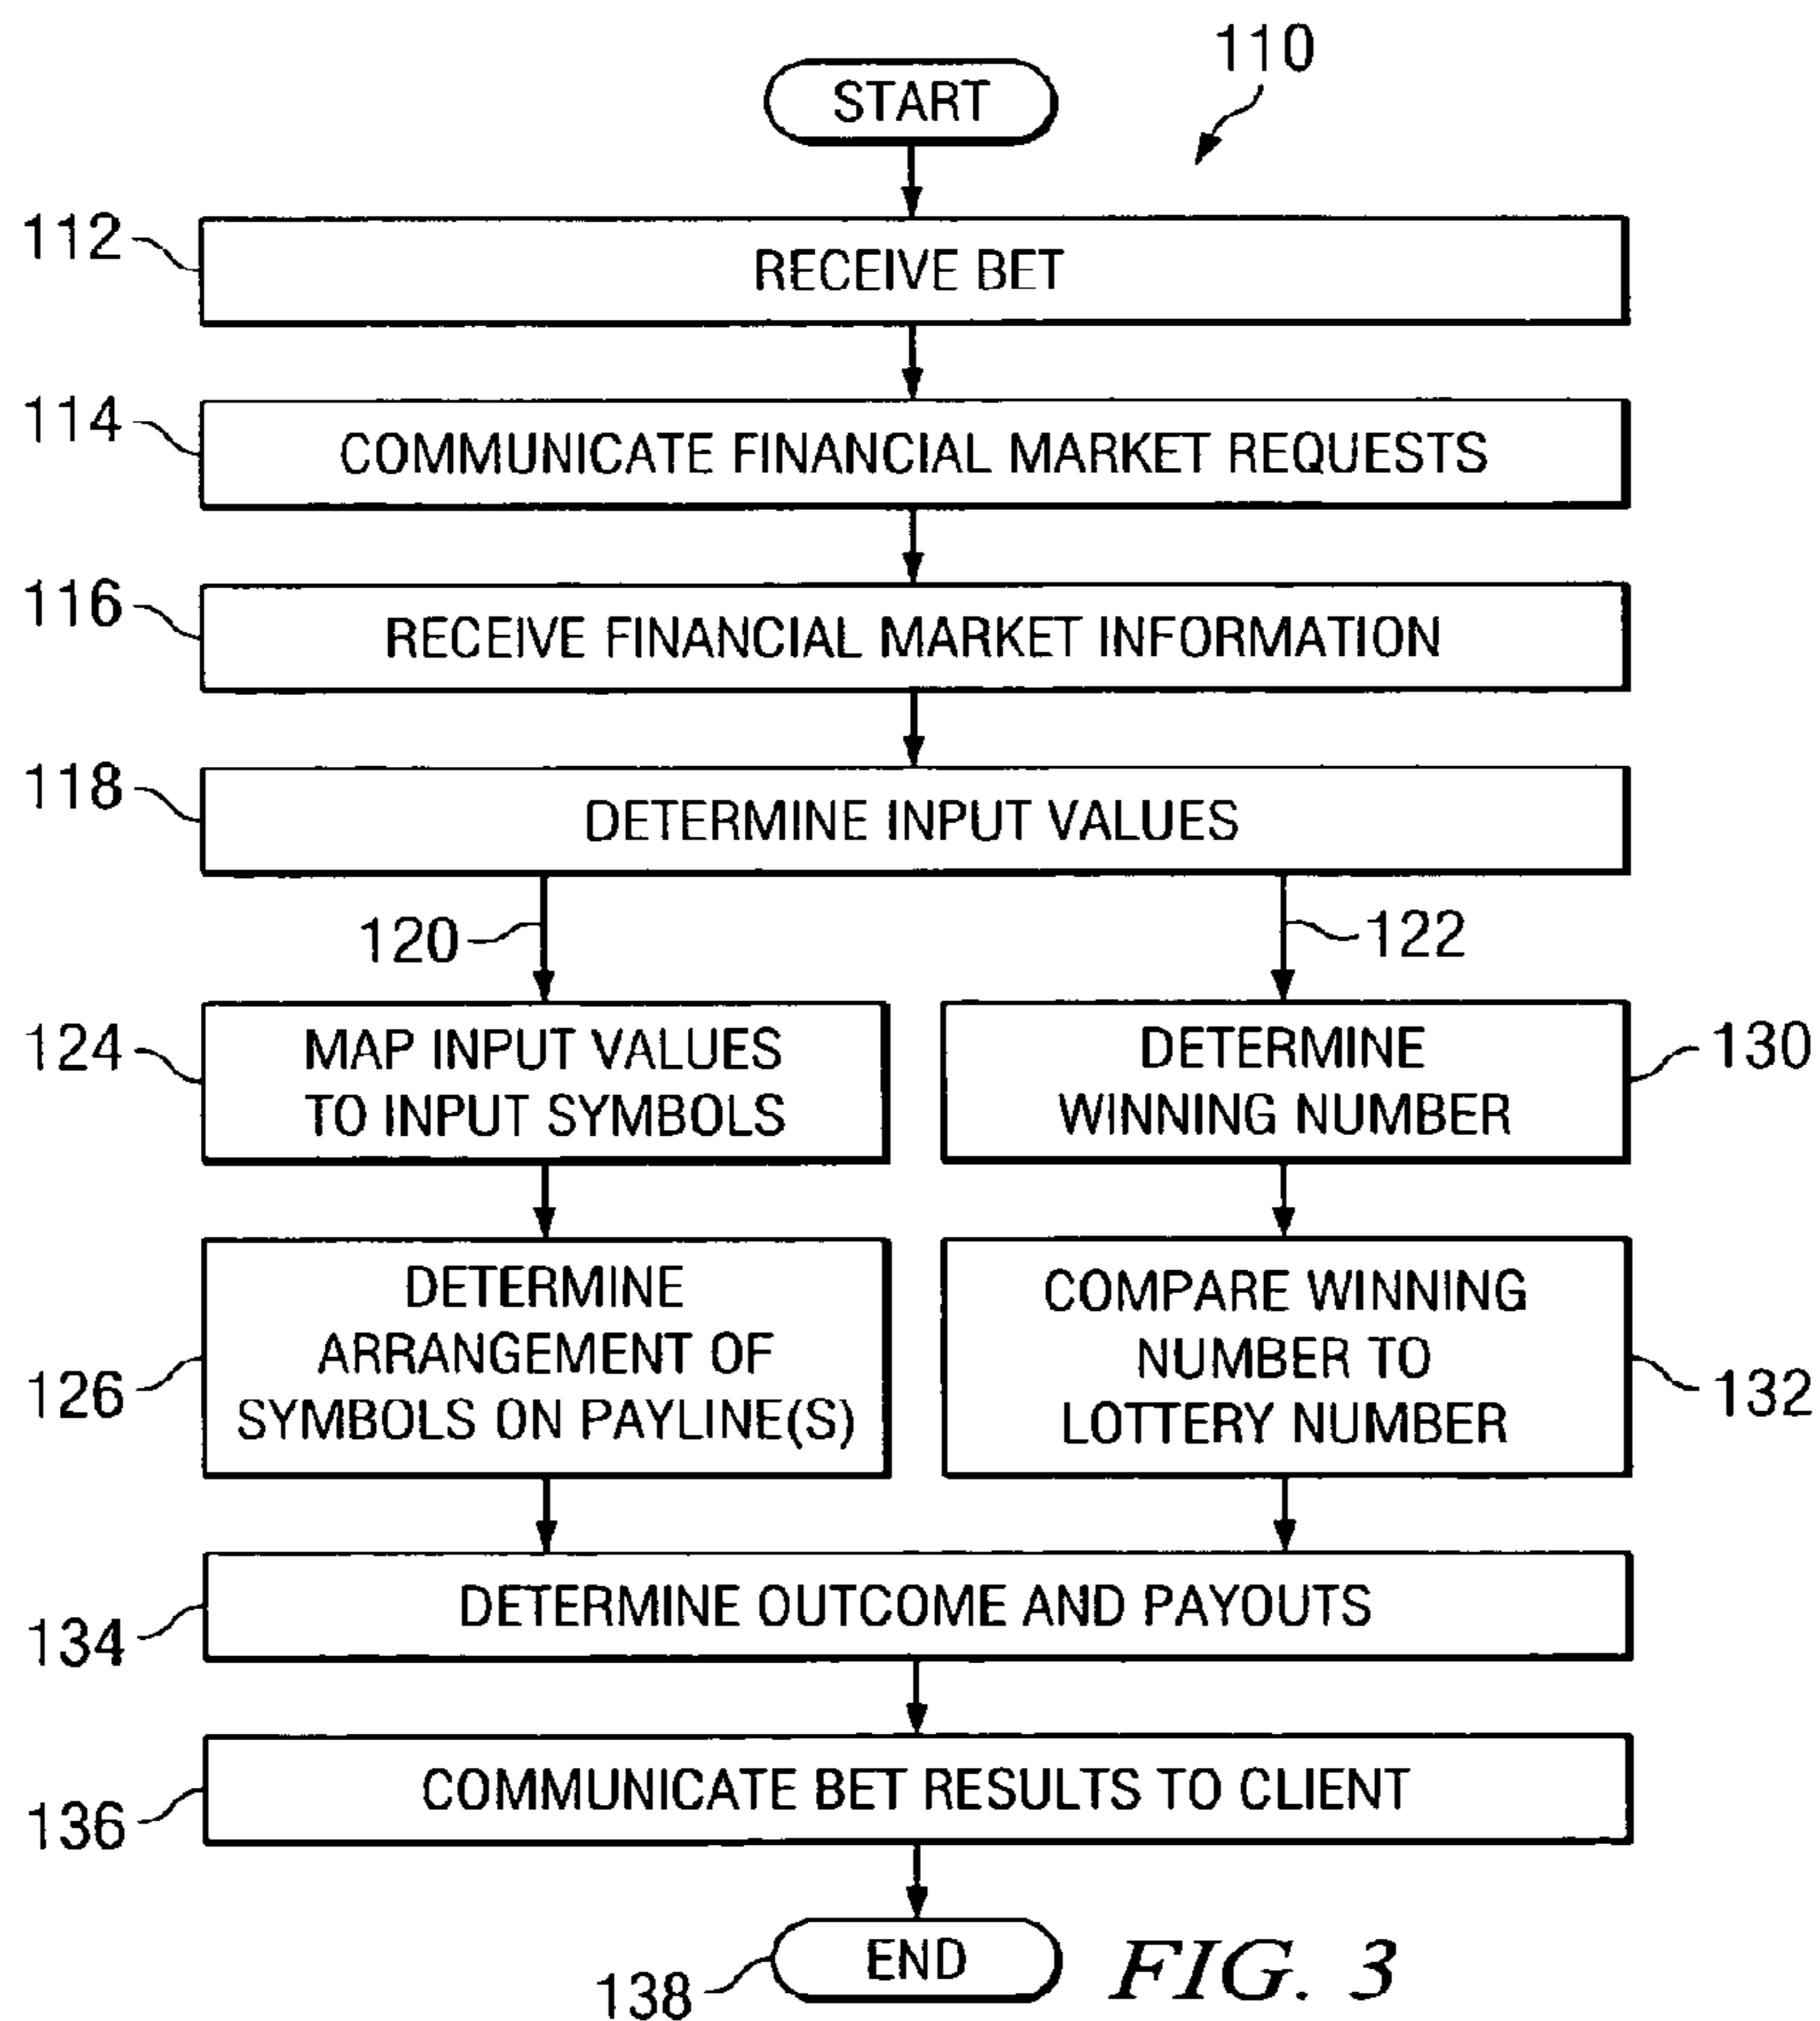 110
START
112
RECEIVE BET
114
COMMUNICATE FINANCIAL MARKET REQUESTS
116
RECEIVE FINANCIAL MARKET INFORMATION
118
DETERMINE INPUT VALUES
120
122
124
MAP INPUT VALUES
TO INPUT SYMBOLS
DETERMINE
WINNING NUMBER
130
126
DETERMINE
ARRANGEMENT OF
SYMBOLS ON PAYLINE(S)
COMPARE WINNING
NUMBER TO
LOTTERY NUMBER
132
134
DETERMINE OUTCOME AND PAYOUTS
136
COMMUNICATE BET RESULTS TO CLIENT
138
END
FIG. 3